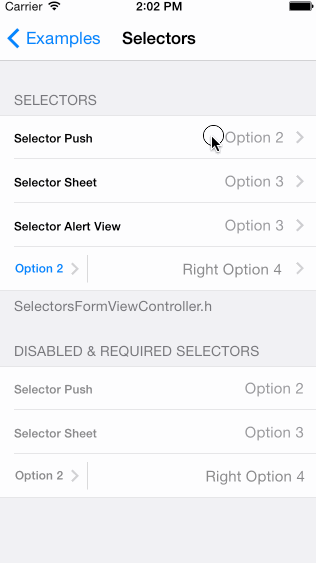 Carrier 2:02 PM
Examples Selectors
SELECTORS
Selector Push Option 2
Selector Sheet Option 3
Selector Alert View Option 3
Option 2 Right Option 4
SelectorsFormViewController.h
DISABLED & REQUIRED SELECTORS
Selector Push Option 2
Selector Sheet Option 3
Option 2 Right Option 4